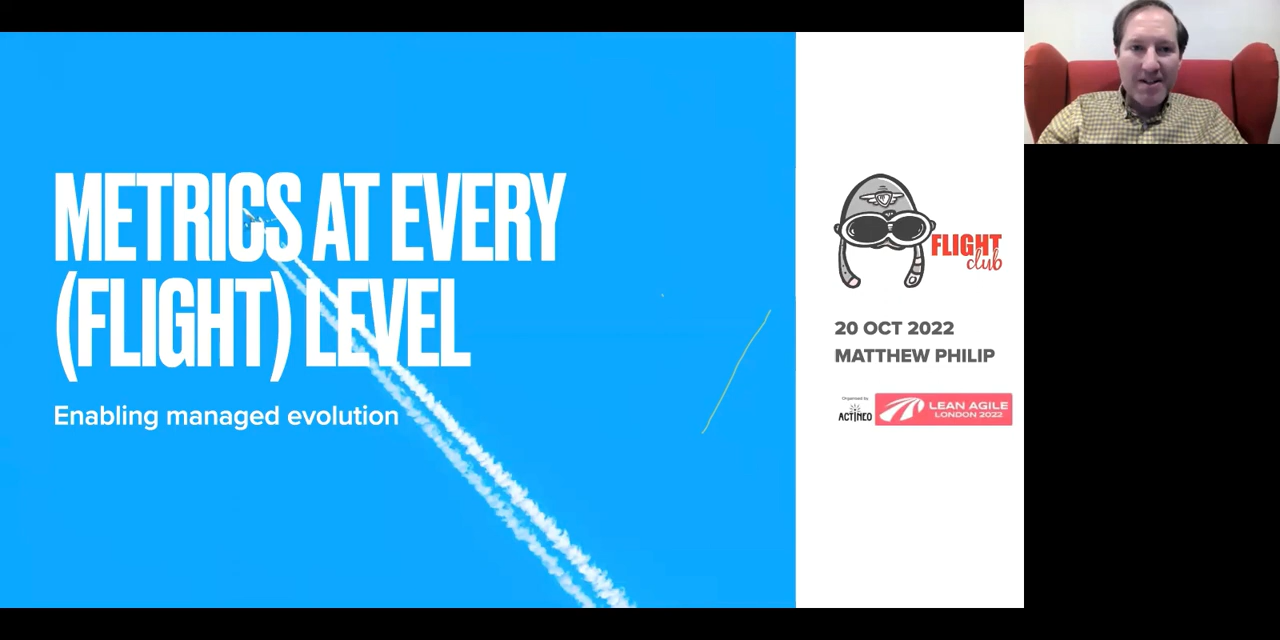 METRICS AT EVERY
(FLIGHT) LEVEL
Enabling managed evolution
FLIGHT
club
20 OCT 2022
MATTHEW PHILIP
Organised by
ACTINEO
LEAN AGILE
LONDON 2022